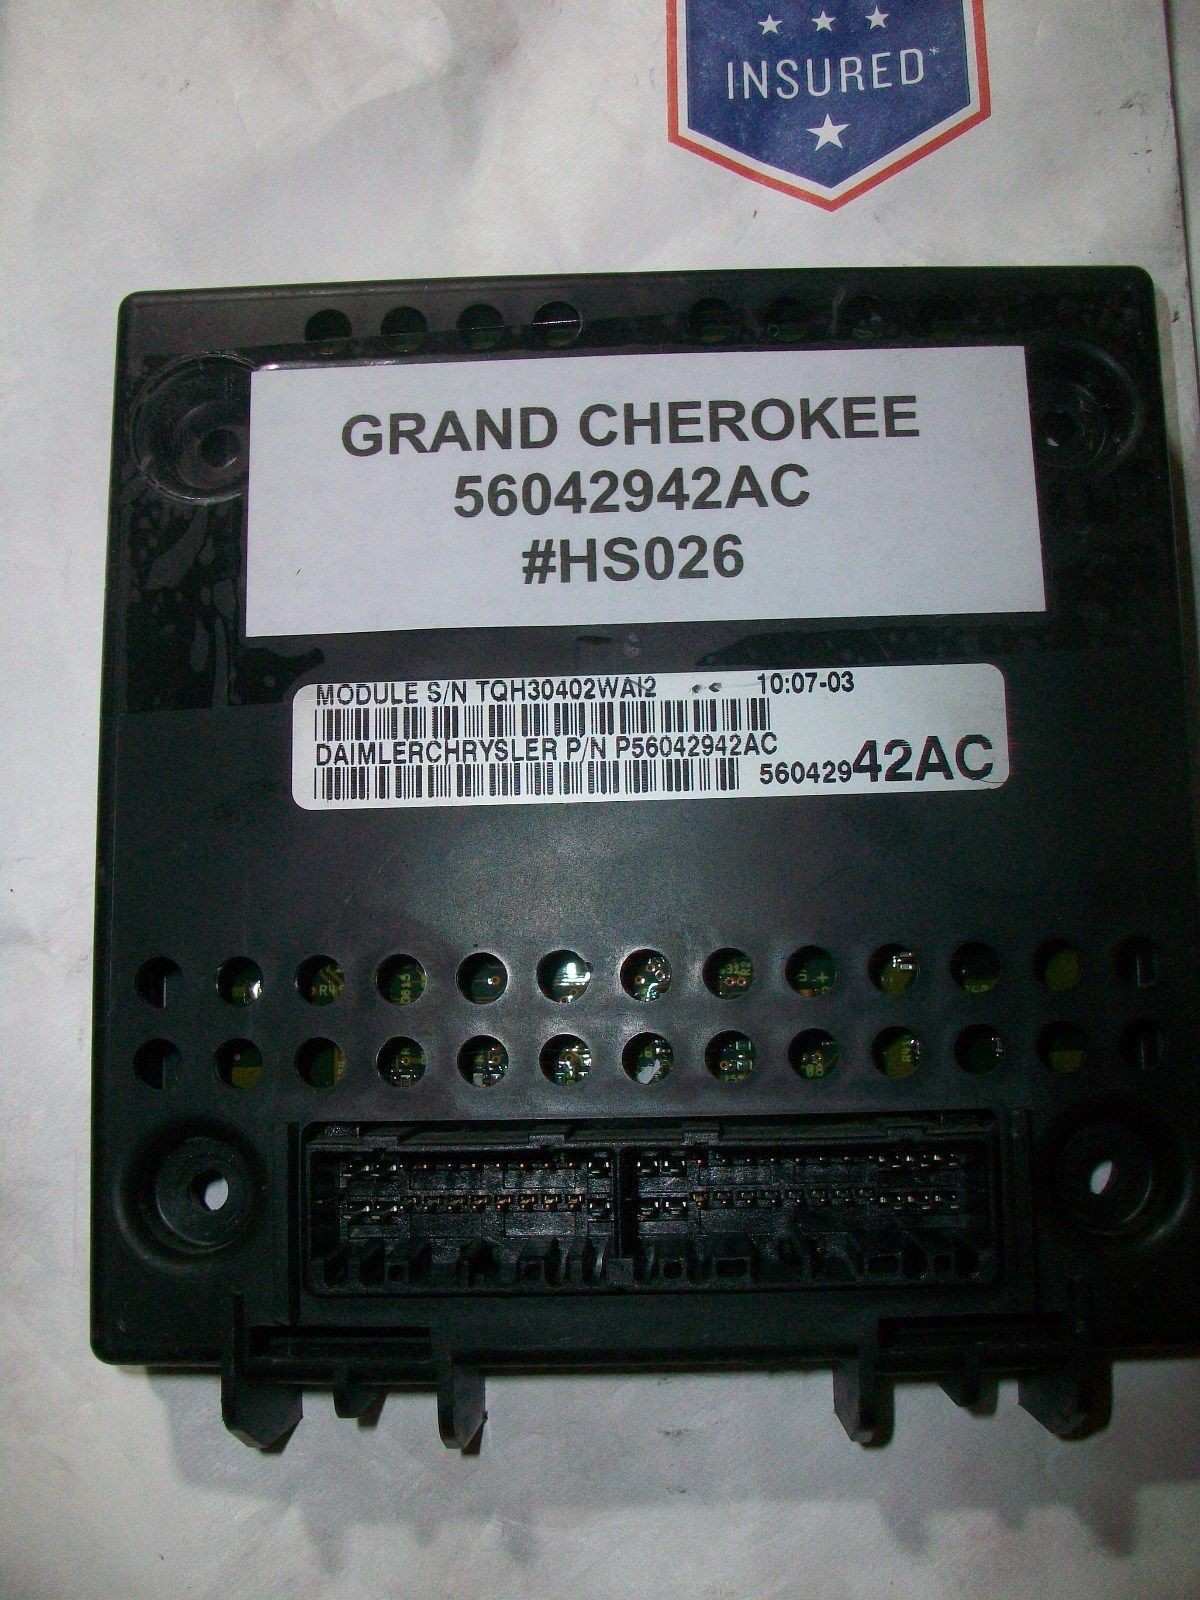 INSURED*
GRAND CHEROKEE
56042942AC
#HS026
MODULE S/N TQH30402WAI2 10:07-03
DAIMLERCHRYSLER P/N P56042942AC
56042942AC